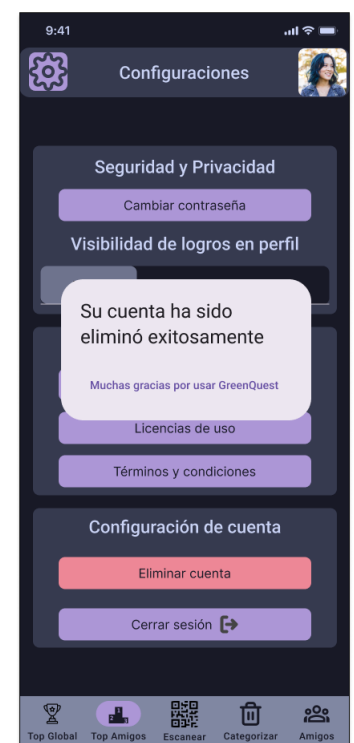 9:41
Configuraciones
Seguridad y Privacidad
Cambiar contraseña
Visibilidad de logros en perfil
Su cuenta ha sido
eliminó exitosamente
Muchas gracias por usar GreenQuest
Licencias de uso
Términos y condiciones
Configuración de cuenta
Eliminar cuenta
Cerrar sesión
Top Global
Top Amigos
Escanear
Categorizar
Amigos